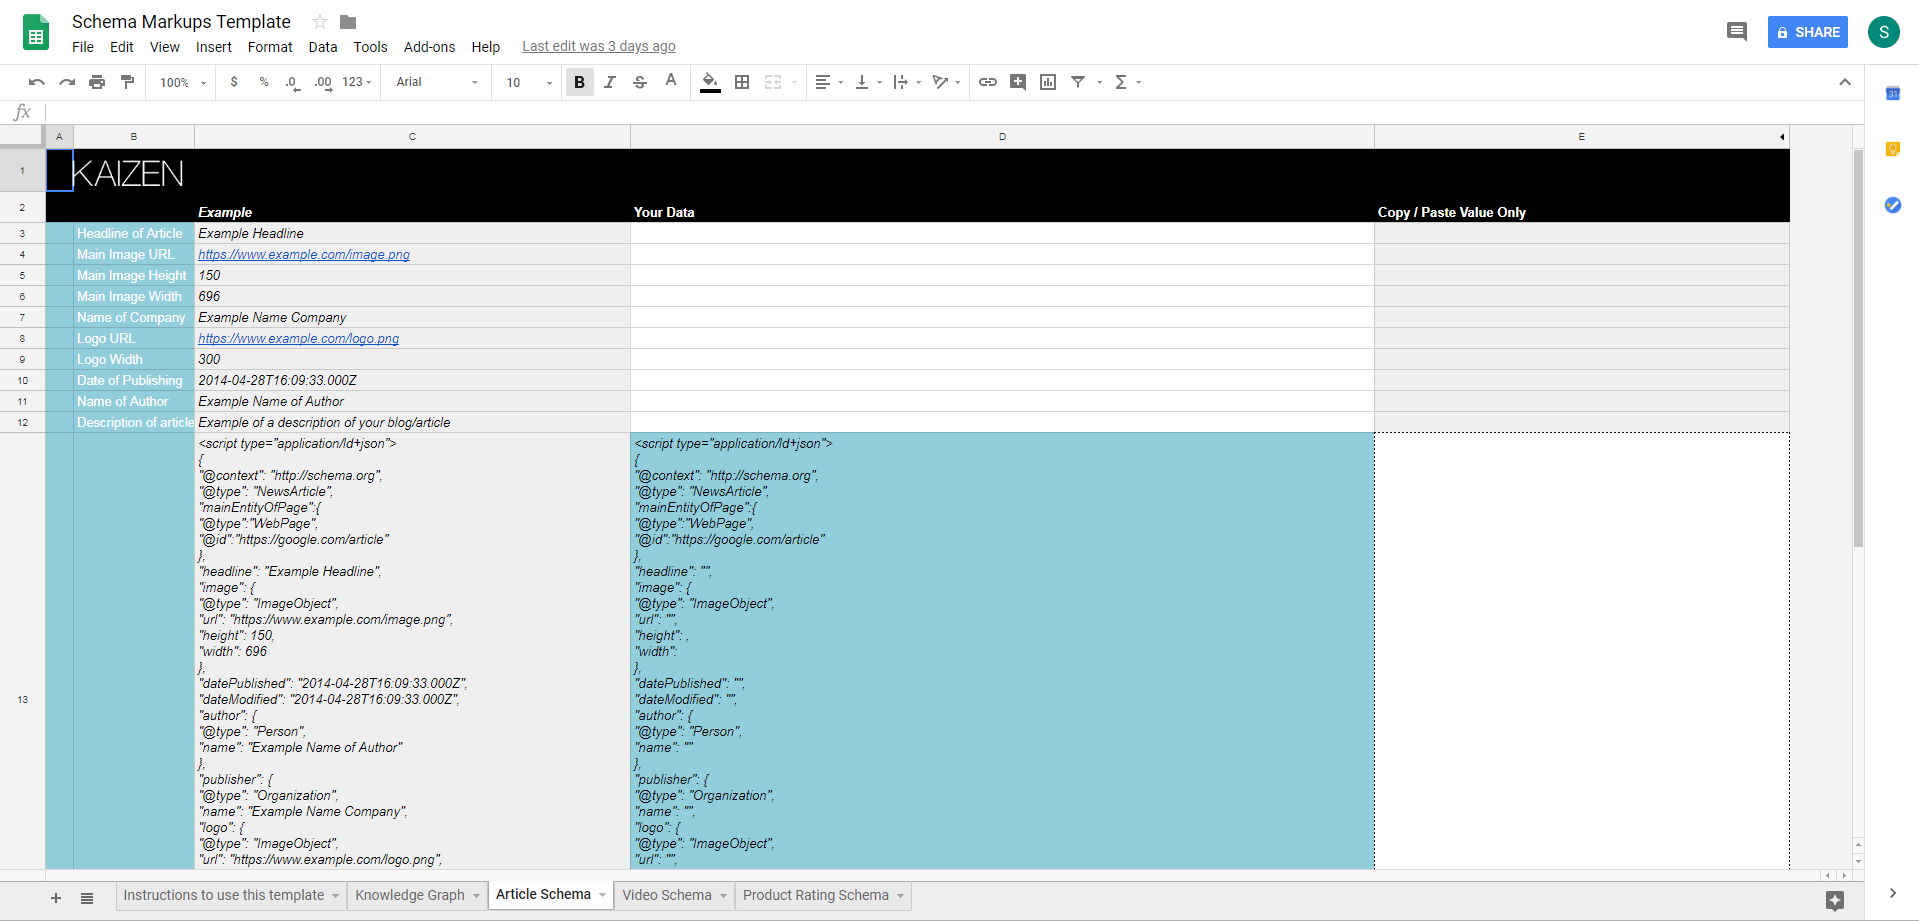 Schema Markups Template
File Edit View Insert Format Data Tools Add-ons Help Last edit was 3 days ago
SHARE
S
100% $ % .0 .00 123 Arial 10 B I S A Σ
31
fx
A B C D E
1 KAIZEN
2 Example Your Data Copy / Paste Value Only
3 Headline of Article Example Headline
4 Main Image URL https://www.example.com/image.png
5 Main Image Height 150
6 Main Image Width 696
7 Name of Company Example Name Company
8 Logo URL https://www.example.com/logo.png
9 Logo Width 300
10 Date of Publishing 2014-04-28T16:09:33.000Z
11 Name of Author Example Name of Author
12 Description of article Example of a description of your blog/article
13
<script type="application/ld+json"> <script type="application/ld+json">
{ {
"@context": "http://schema.org", "@context": "http://schema.org",
"@type": "NewsArticle", "@type": "NewsArticle",
"mainEntityOfPage":{ "mainEntityOfPage":{
"@type":"WebPage", "@type":"WebPage",
"@id":"https://google.com/article" "@id":"https://google.com/article"
}, },
"headline": "Example Headline", "headline": "",
"image": { "image": {
"@type": "ImageObject", "@type": "ImageObject",
"url": "https://www.example.com/image.png", "url": "",
"height": 150, "height": ,
"width": 696 "width":
}, },
"datePublished": "2014-04-28T16:09:33.000Z", "datePublished": "",
"dateModified": "2014-04-28T16:09:33.000Z", "dateModified": "",
"author": { "author": {
"@type": "Person", "@type": "Person",
"name": "Example Name of Author" "name": ""
}, },
"publisher": { "publisher": {
"@type": "Organization", "@type": "Organization",
"name": "Example Name Company", "name": "",
"logo": { "logo": {
"@type": "ImageObject", "@type": "ImageObject",
"url": "https://www.example.com/logo.png", "url": "",
Instructions to use this template Knowledge Graph Article Schema Video Schema Product Rating Schema